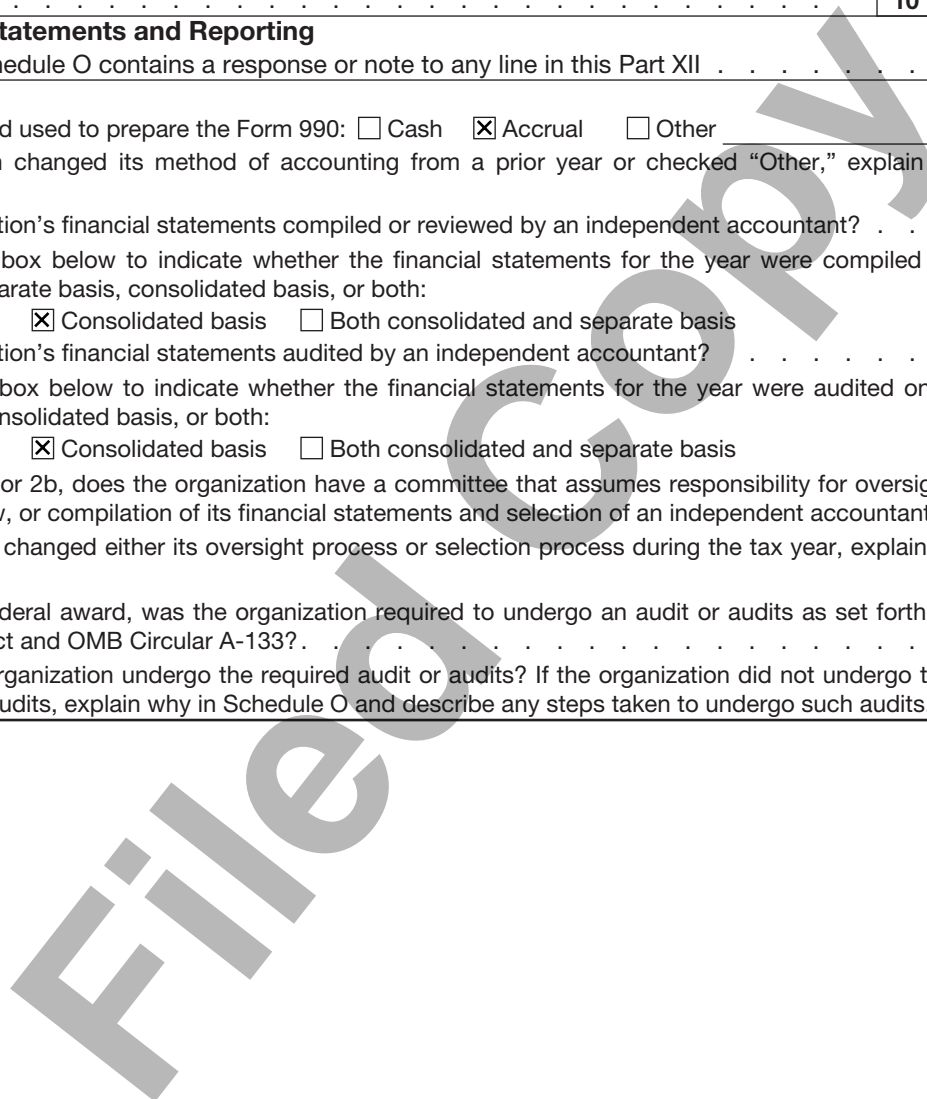 . . . . . . . . . . . . . . . . . . . . 10
tatements and Reporting
nedule O contains a response or note to any line in this Part XII . . . . . . .
d used to prepare the Form 990: ☐ Cash ☒ Accrual ☐ Other
n changed its method of accounting from a prior year or checked “Other,” explain
tion’s financial statements compiled or reviewed by an independent accountant? . .
box below to indicate whether the financial statements for the year were compiled
arate basis, consolidated basis, or both:
☒ Consolidated basis ☐ Both consolidated and separate basis
tion’s financial statements audited by an independent accountant? . . . . . .
box below to indicate whether the financial statements for the year were audited on
nsolidated basis, or both:
☒ Consolidated basis ☐ Both consolidated and separate basis
or 2b, does the organization have a committee that assumes responsibility for oversig
w, or compilation of its financial statements and selection of an independent accountant
changed either its oversight process or selection process during the tax year, explain
deral award, was the organization required to undergo an audit or audits as set forth
ct and OMB Circular A-133? . . . . . . . . . . . . . . . . . .
rganization undergo the required audit or audits? If the organization did not undergo t
udits, explain why in Schedule O and describe any steps taken to undergo such audits.
Filed Copy